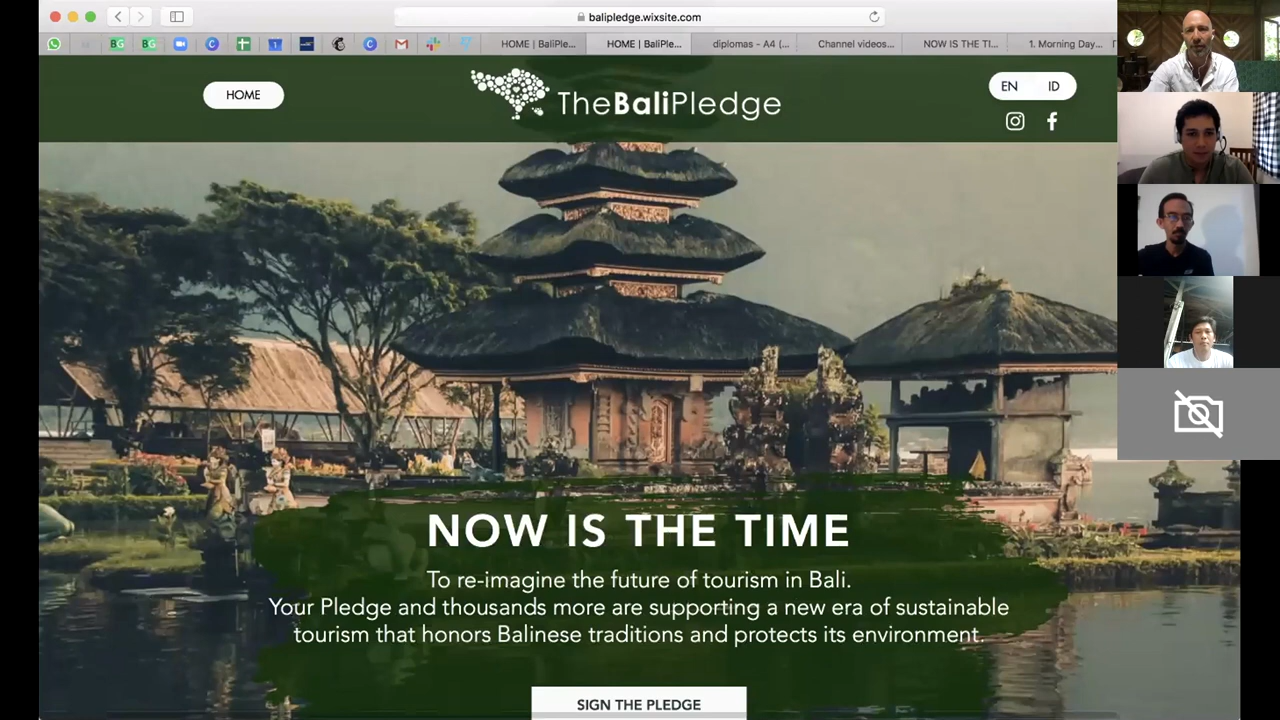 balipledge.wixsite.com
BG
BG
HOME | BaliPle...
HOME | BaliPle...
diplomas - A4 (...
Channel videos...
NOW IS THE TI...
1. Morning Day...
HOME
TheBaliPledge
EN
ID
NOW IS THE TIME
To re-imagine the future of tourism in Bali.
Your Pledge and thousands more are supporting a new era of sustainable
tourism that honors Balinese traditions and protects its environment.
SIGN THE PLEDGE